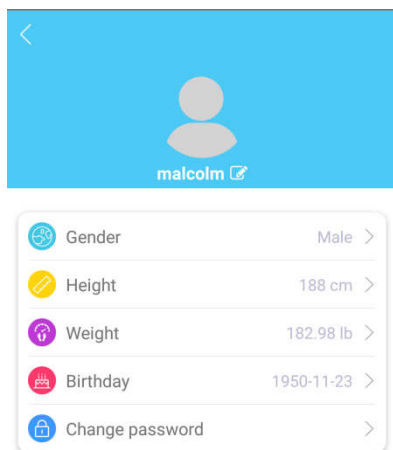 malcolm
Gender Male
Height 188 cm
Weight 182.98 lb
Birthday 1950-11-23
Change password